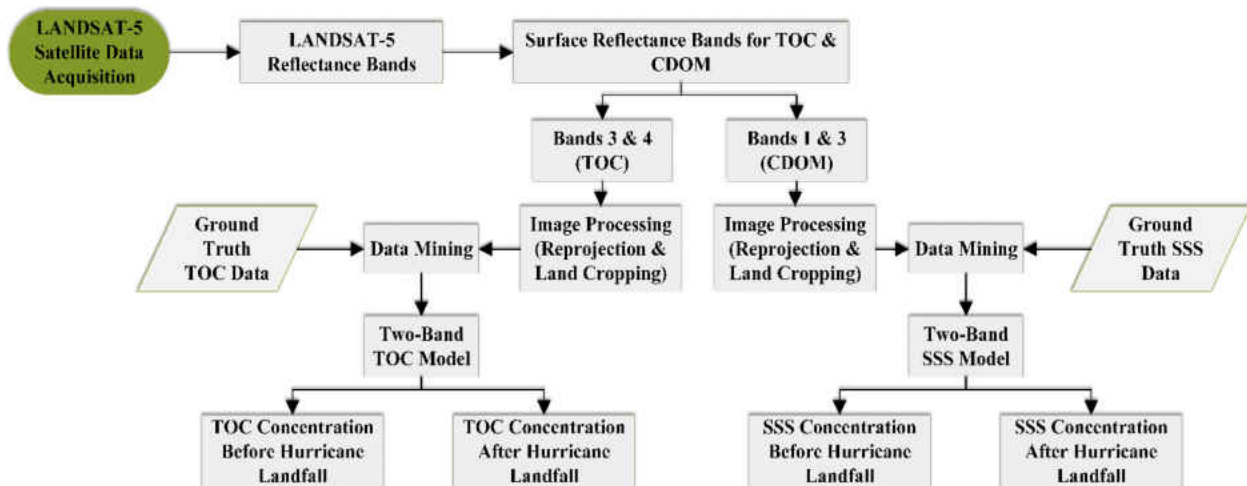 LANDSAT-5
Satellite Data
Acquisition
LANDSAT-5
Reflectance Bands
Surface Reflectance Bands for TOC &
CDOM
Bands 3 & 4
(TOC)
Bands 1 & 3
(CDOM)
Ground
Truth
TOC Data
Data Mining
Image Processing
(Reprojection &
Land Cropping)
Image Processing
(Reprojection &
Land Cropping)
Data Mining
Ground
Truth SSS
Data
Two-Band
TOC Model
Two-Band
SSS Model
TOC Concentration
Before Hurricane
Landfall
TOC Concentration
After Hurricane
Landfall
SSS Concentration
Before Hurricane
Landfall
SSS Concentration
After Hurricane
Landfall